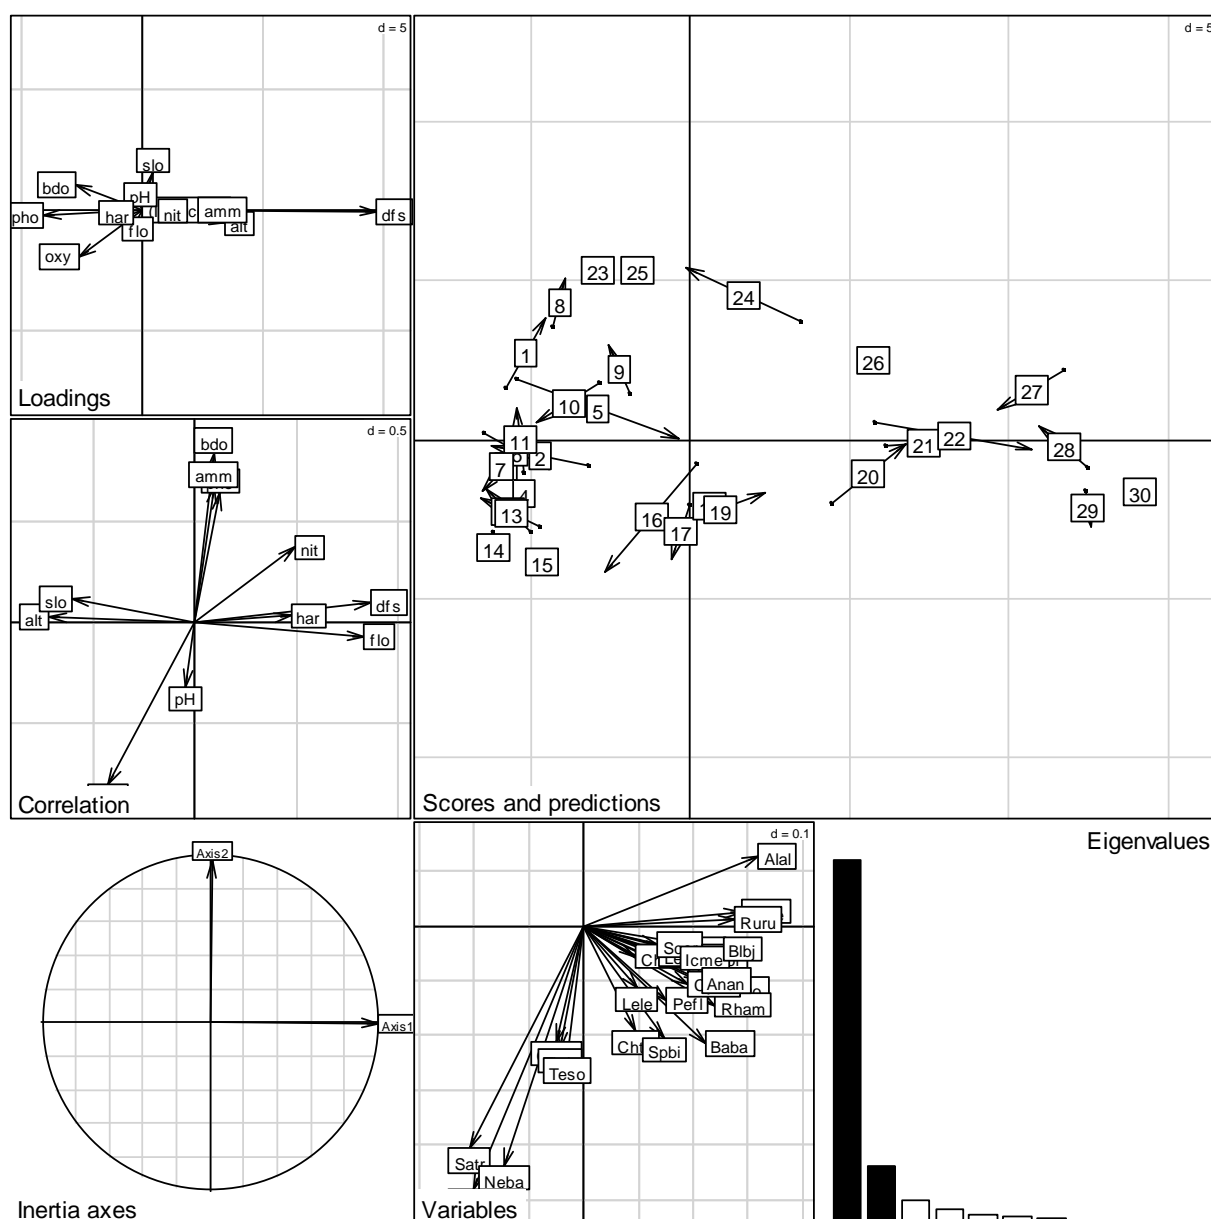 d = 5
slo
bdo
pH
pho
har
nit
c
amm
dfs
flo
alt
oxy
Loadings
d = 5
23
25
24
8
1
9
26
27
10
5
11
21
22
28
2
7
20
30
13
16
19
29
17
14
15
Scores and predictions
d = 0.5
bdo
amm
nit
slo
dfs
alt
har
flo
pH
Correlation
Axis2
Axis1
Inertia axes
d = 0.1
Alal
Ruru
Blbj
Icme
Anan
Lele
Pefl
Rham
Spbi
Baba
Teso
Satr
Neba
Variables
Eigenvalues